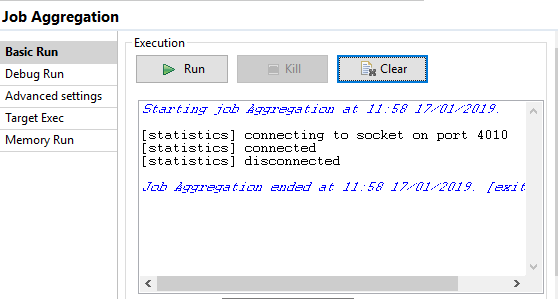 Job Aggregation
Basic Run
Debug Run
Advanced settings
Target Exec
Memory Run
Execution
Run
Kill
Clear
Starting job Aggregation at 11:58 17/01/2019.
[statistics] connecting to socket on port 4010
[statistics] connected
[statistics] disconnected
Job Aggregation ended at 11:58 17/01/2019. [exit